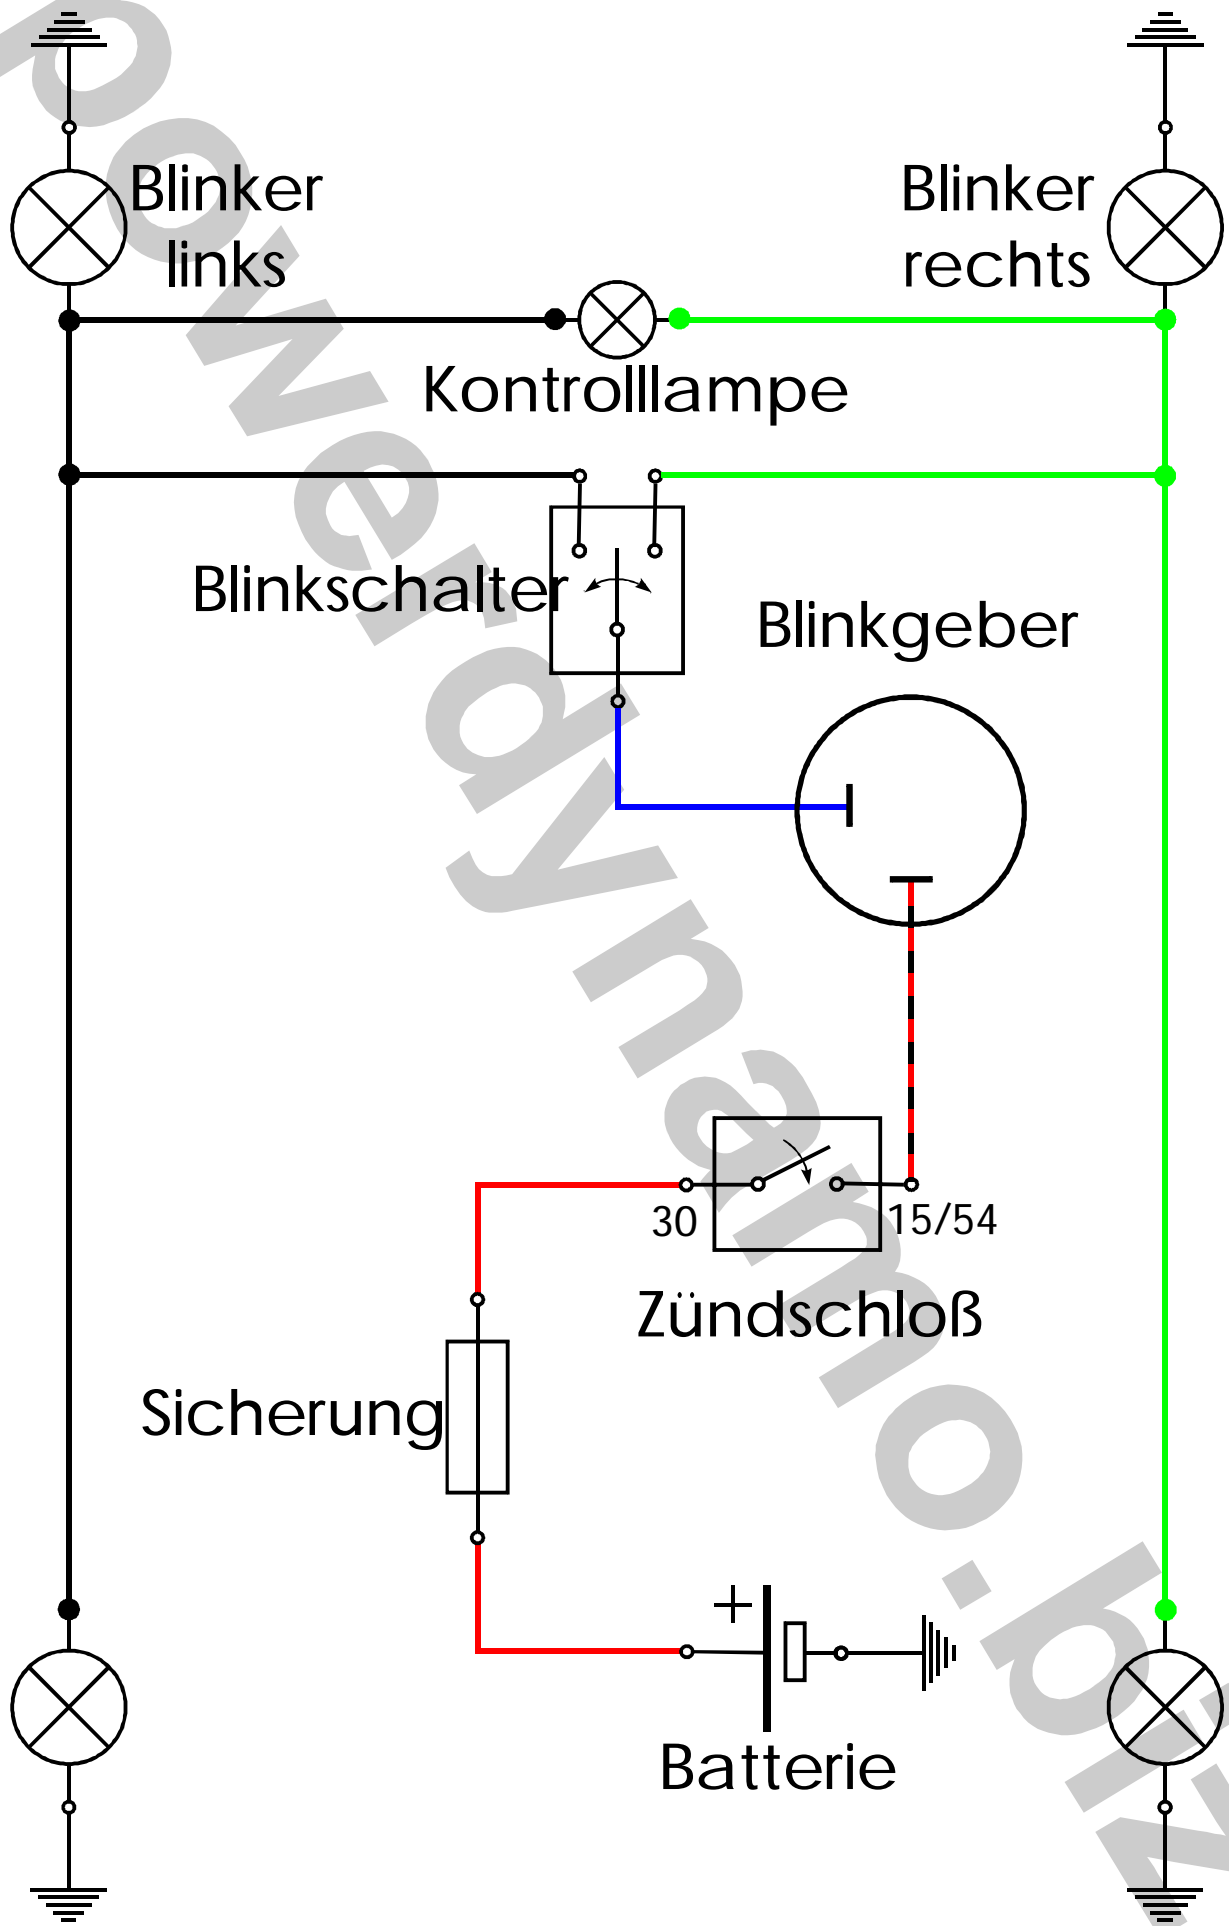 Blinker
links
Blinker
rechts
Kontrolllampe
Blinkschalter
Blinkgeber
30
15/54
Zündschloß
Sicherung
+
Batterie
powerdynamo.biz